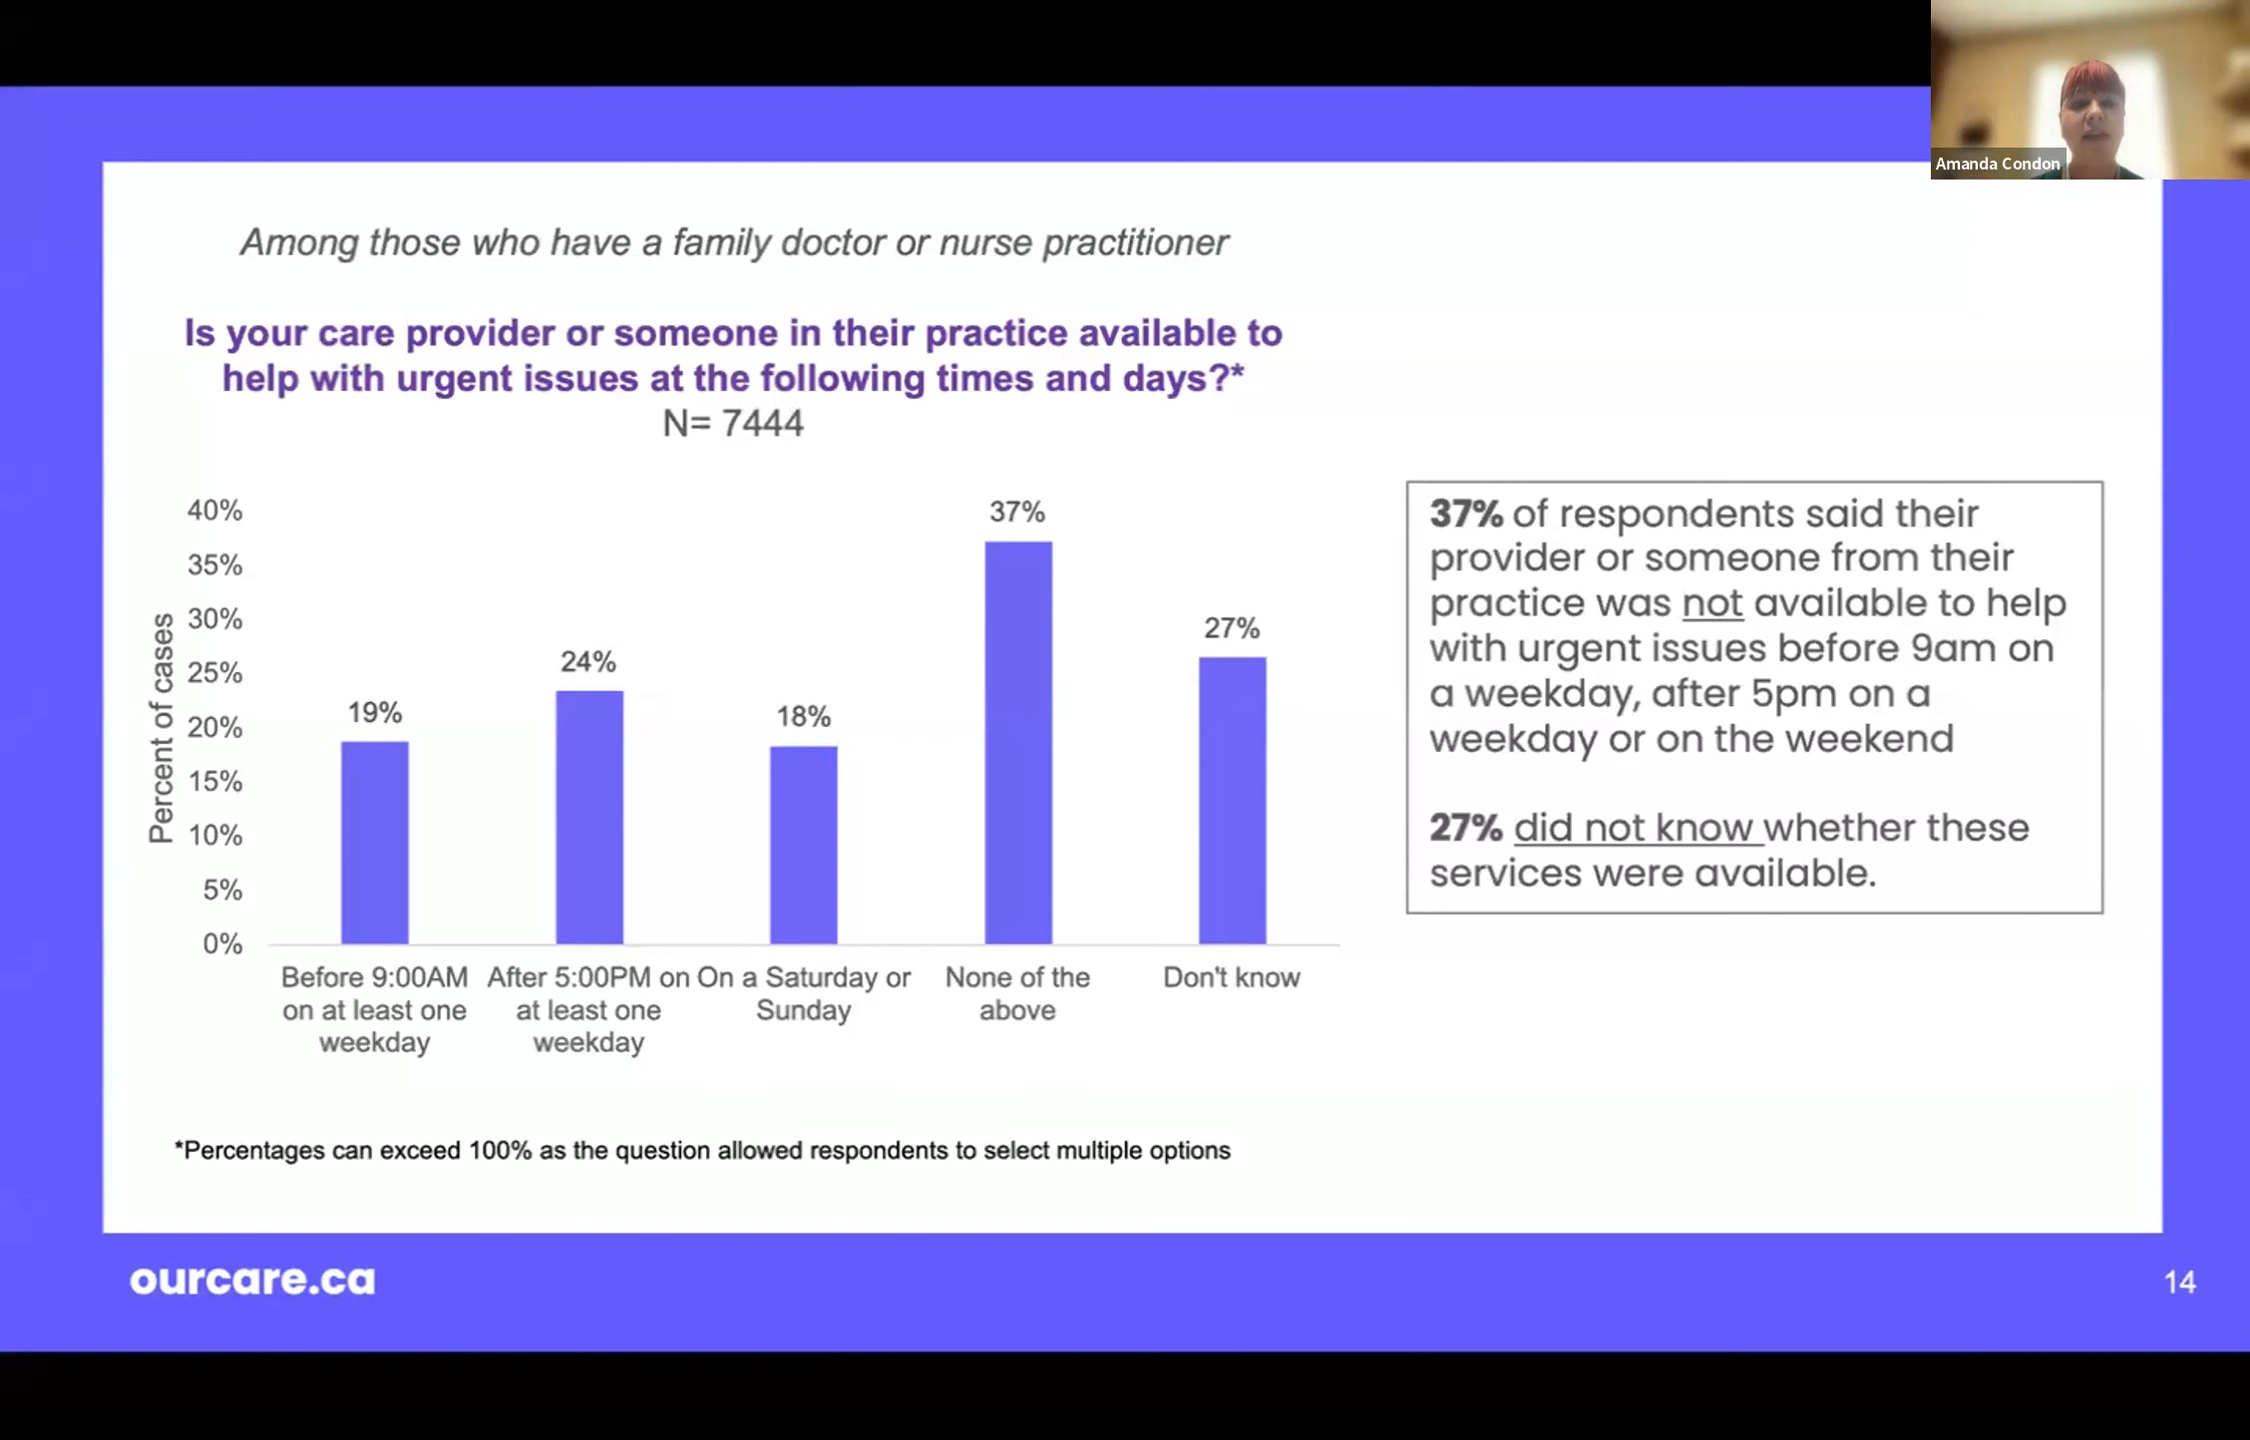 Amanda Condon
Among those who have a family doctor or nurse practitioner
Is your care provider or someone in their practice available to
help with urgent issues at the following times and days?*
N= 7444
Percent of cases
40%
35%
30%
25%
20%
15%
10%
5%
0%
19%
24%
18%
37%
27%
Before 9:00AM
on at least one
weekday
After 5:00PM on
at least one
weekday
On a Saturday or
Sunday
None of the
above
Don't know
37% of respondents said their
provider or someone from their
practice was not available to help
with urgent issues before 9am on
a weekday, after 5pm on a
weekday or on the weekend
27% did not know whether these
services were available.
*Percentages can exceed 100% as the question allowed respondents to select multiple options
ourcare.ca
14